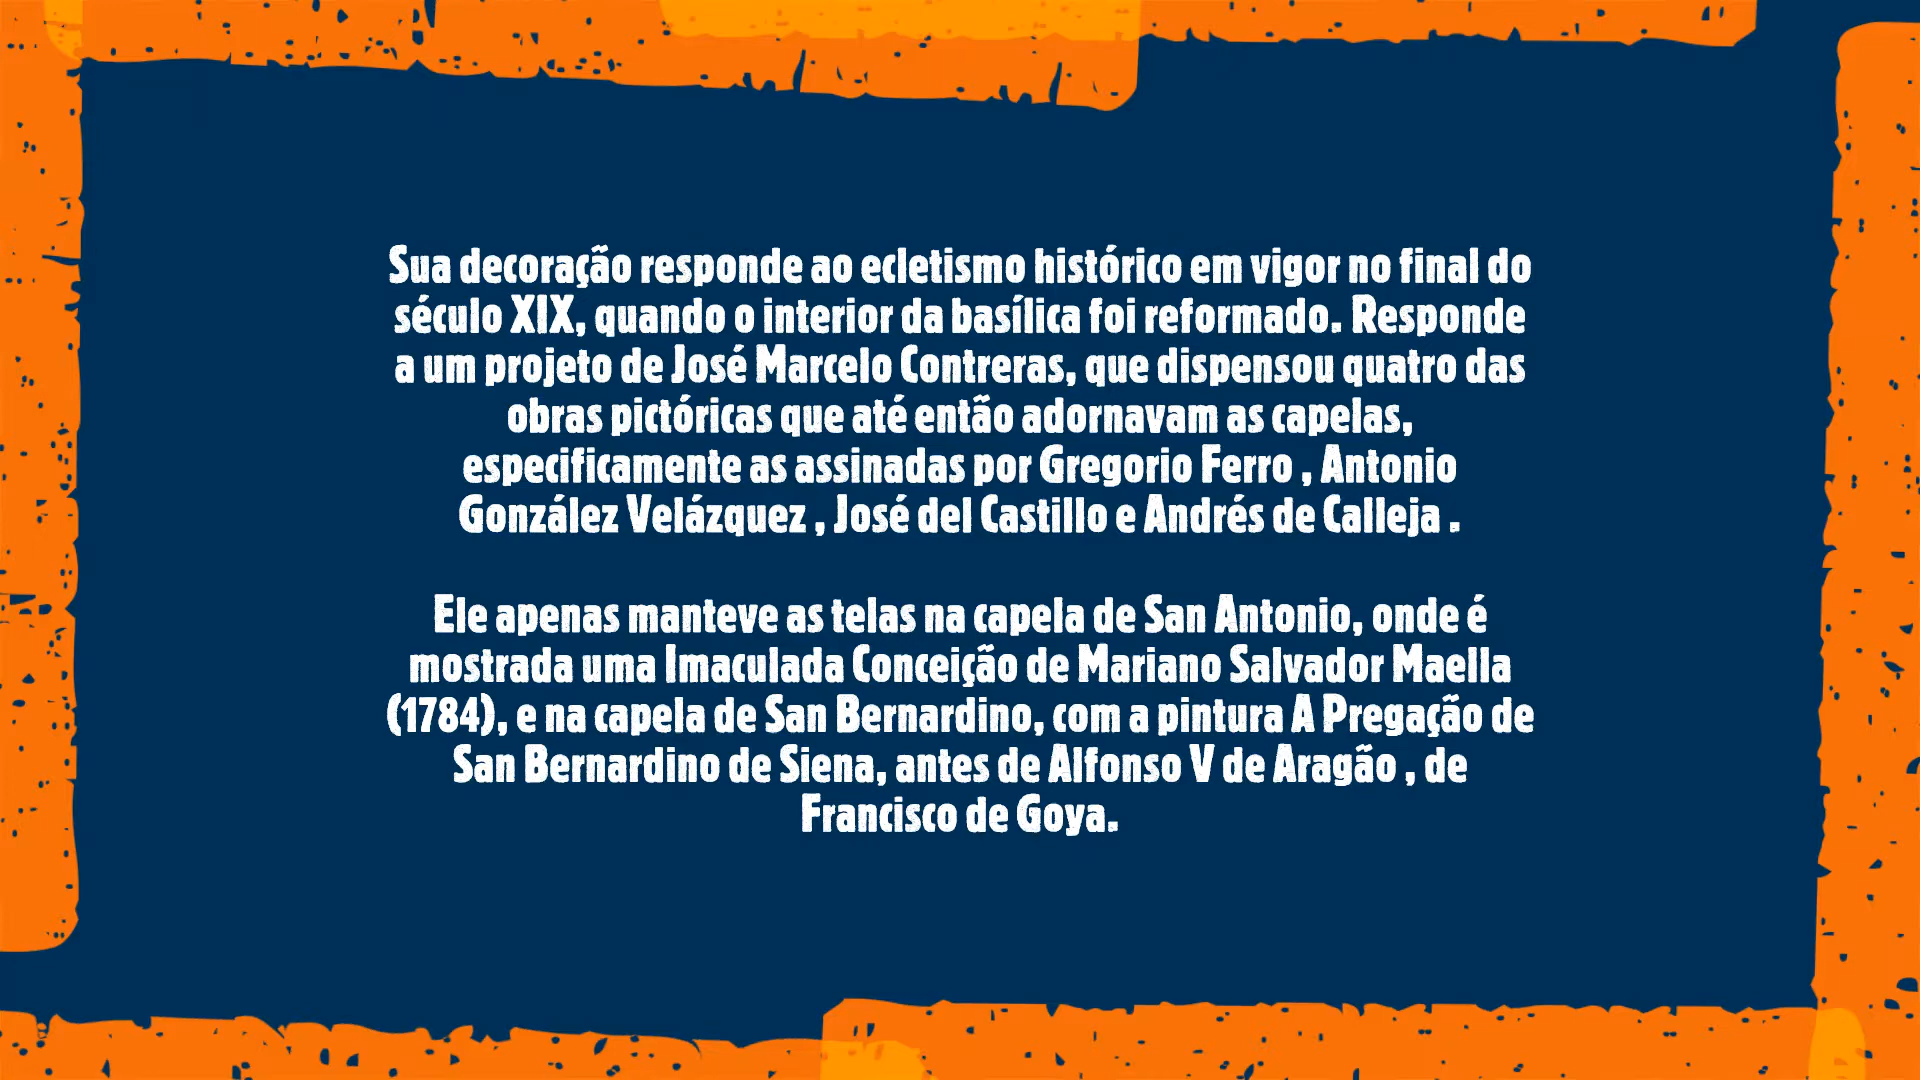 Sua decoração responde ao ecletismo histórico em vigor no final do
século XIX, quando o interior da basílica foi reformado. Responde
a um projeto de José Marcelo Contreras, que dispensou quatro das
obras pictóricas que até então adornavam as capelas,
especificamente as assinadas por Gregorio Ferro , Antonio
González Velázquez , José del Castillo e Andrés de Calleja .
Ele apenas manteve as telas na capela de San Antonio, onde é
mostrada uma Imaculada Conceição de Mariano Salvador Maella
(1784), e na capela de San Bernardino, com a pintura A Pregação de
San Bernardino de Siena, antes de Alfonso V de Aragão , de
Francisco de Goya.